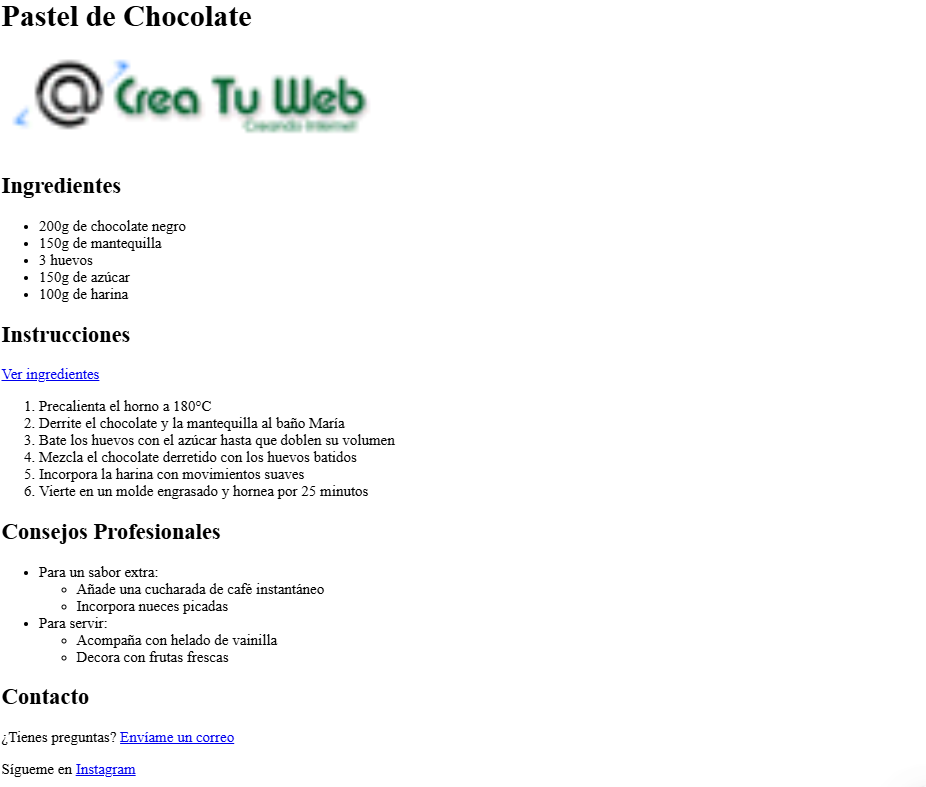 Pastel de Chocolate
@ Crea Tu Web
Creando Internet
Ingredientes
200g de chocolate negro
150g de mantequilla
3 huevos
150g de azúcar
100g de harina
Instrucciones
Ver ingredientes
1. Precalienta el horno a 180°C
2. Derrite el chocolate y la mantequilla al baño María
3. Bate los huevos con el azúcar hasta que doblen su volumen
4. Mezcla el chocolate derretido con los huevos batidos
5. Incorpora la harina con movimientos suaves
6. Vierte en un molde engrasado y hornea por 25 minutos
Consejos Profesionales
Para un sabor extra:
Añade una cucharada de café instantáneo
Incorpora nueces picadas
Para servir:
Acompaña con helado de vainilla
Decora con frutas frescas
Contacto
¿Tienes preguntas? Envíame un correo
Sígueme en Instagram